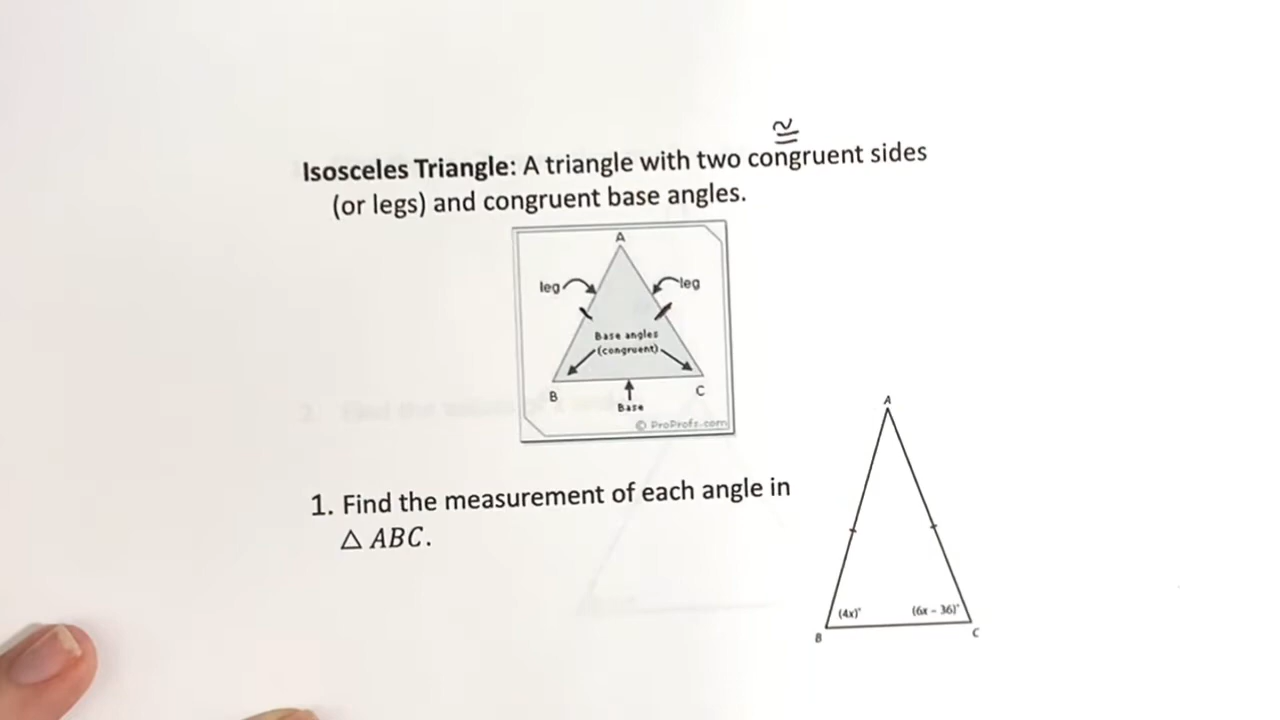 ≅
Isosceles Triangle: A triangle with two congruent sides
(or legs) and congruent base angles.
A
leg leg
Base angles
(congruent)
B C
Base
© ProProfs.com
1. Find the measurement of each angle in
△ ABC.
A
(4x)° (6x – 36)°
B C